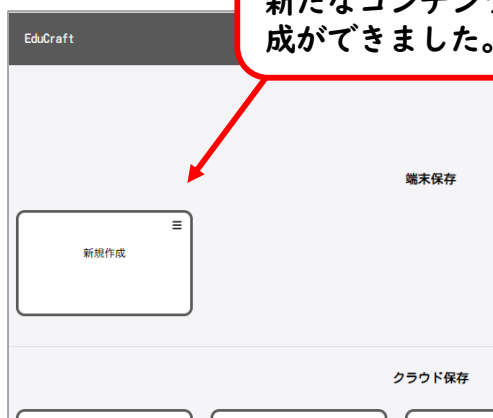 新たなコンテン
成ができました。
EduCraft
端末保存
新規作成
クラウド保存